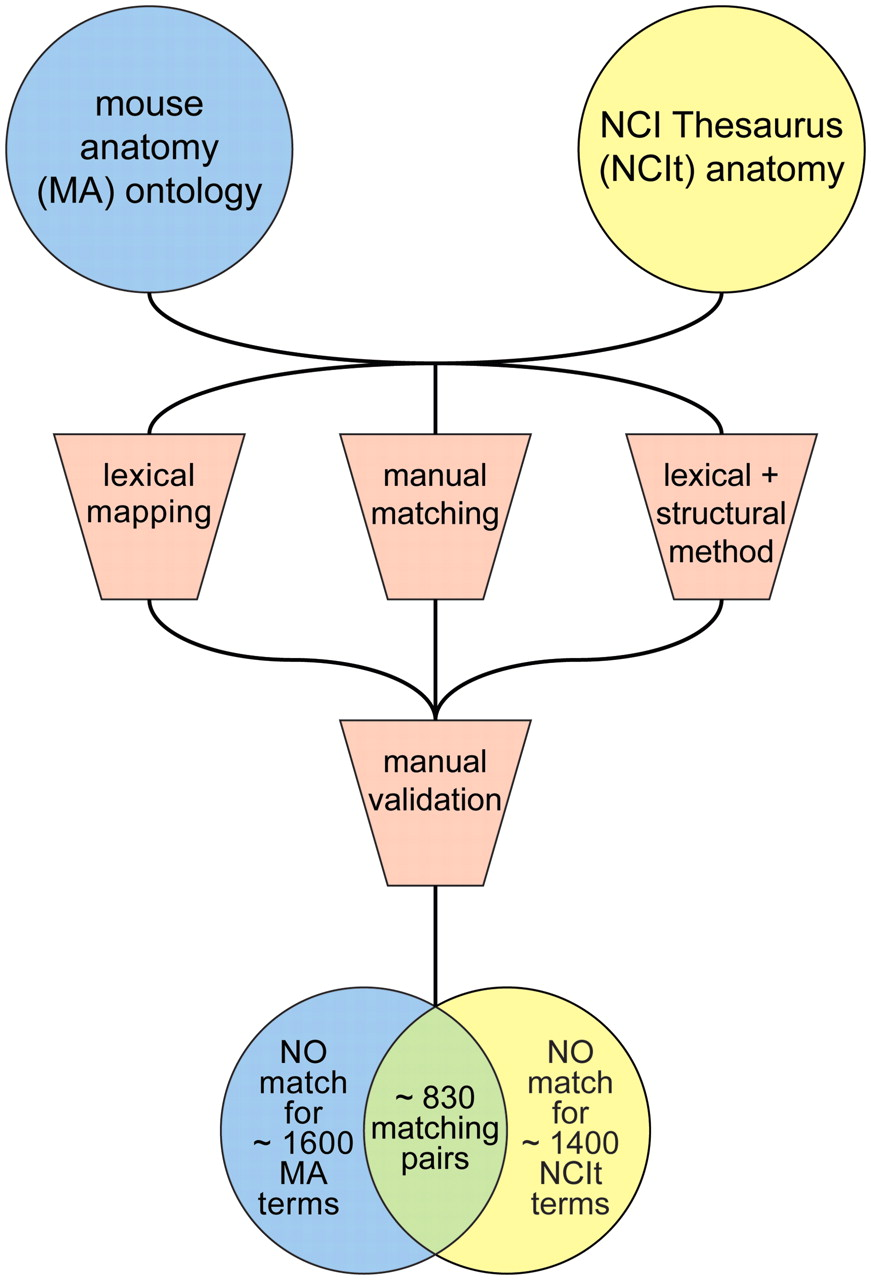 mouse
anatomy
(MA) ontology
NCI Thesaurus
(NCIt) anatomy
lexical
mapping
manual
matching
lexical +
structural
method
manual
validation
NO
match
for
~ 1600
MA
terms
~ 830
matching
pairs
NO
match
for
~ 1400
NCIt
terms